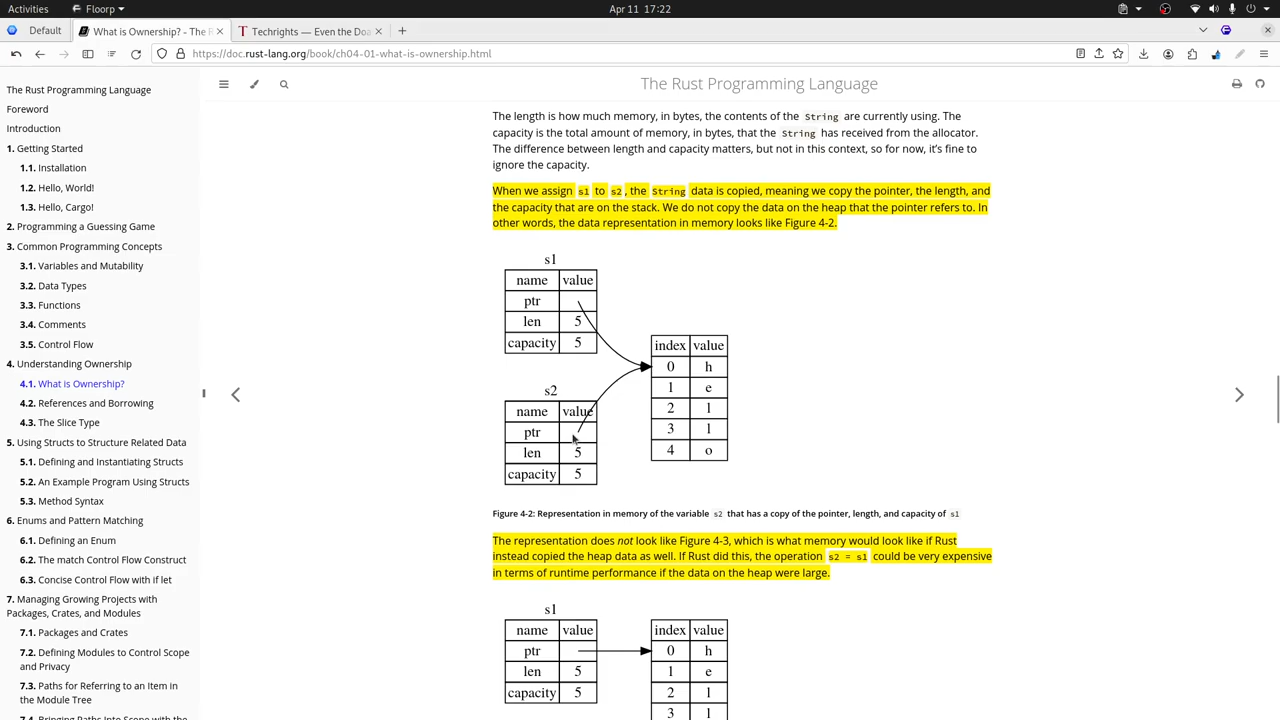 Activities
Floorp
Apr 11 17:22
Default
What is Ownership? - The R
Techrights — Even the Doa
https://doc.rust-lang.org/book/ch04-01-what-is-ownership.html
The Rust Programming Language
Foreword
Introduction
1. Getting Started
1.1. Installation
1.2. Hello, World!
1.3. Hello, Cargo!
2. Programming a Guessing Game
3. Common Programming Concepts
3.1. Variables and Mutability
3.2. Data Types
3.3. Functions
3.4. Comments
3.5. Control Flow
4. Understanding Ownership
4.1. What is Ownership?
4.2. References and Borrowing
4.3. The Slice Type
5. Using Structs to Structure Related Data
5.1. Defining and Instantiating Structs
5.2. An Example Program Using Structs
5.3. Method Syntax
6. Enums and Pattern Matching
6.1. Defining an Enum
6.2. The match Control Flow Construct
6.3. Concise Control Flow with if let
7. Managing Growing Projects with
Packages, Crates, and Modules
7.1. Packages and Crates
7.2. Defining Modules to Control Scope
and Privacy
7.3. Paths for Referring to an Item in
the Module Tree
7.4. Bringing Paths Into Scope with the
The Rust Programming Language
The length is how much memory, in bytes, the contents of the String are currently using. The
capacity is the total amount of memory, in bytes, that the String has received from the allocator.
The difference between length and capacity matters, but not in this context, so for now, it's fine to
ignore the capacity.
When we assign s1 to s2, the String data is copied, meaning we copy the pointer, the length, and
the capacity that are on the stack. We do not copy the data on the heap that the pointer refers to. In
other words, the data representation in memory looks like Figure 4-2.
s1
name value
ptr
len 5
capacity 5
s2
name value
ptr
len 5
capacity 5
index value
0 h
1 e
2 l
3 l
4 o
Figure 4-2: Representation in memory of the variable s2 that has a copy of the pointer, length, and capacity of s1
The representation does not look like Figure 4-3, which is what memory would look like if Rust
instead copied the heap data as well. If Rust did this, the operation s2 = s1 could be very expensive
in terms of runtime performance if the data on the heap were large.
s1
name value
ptr
len 5
capacity 5
index value
0 h
1 e
2 l
3 l